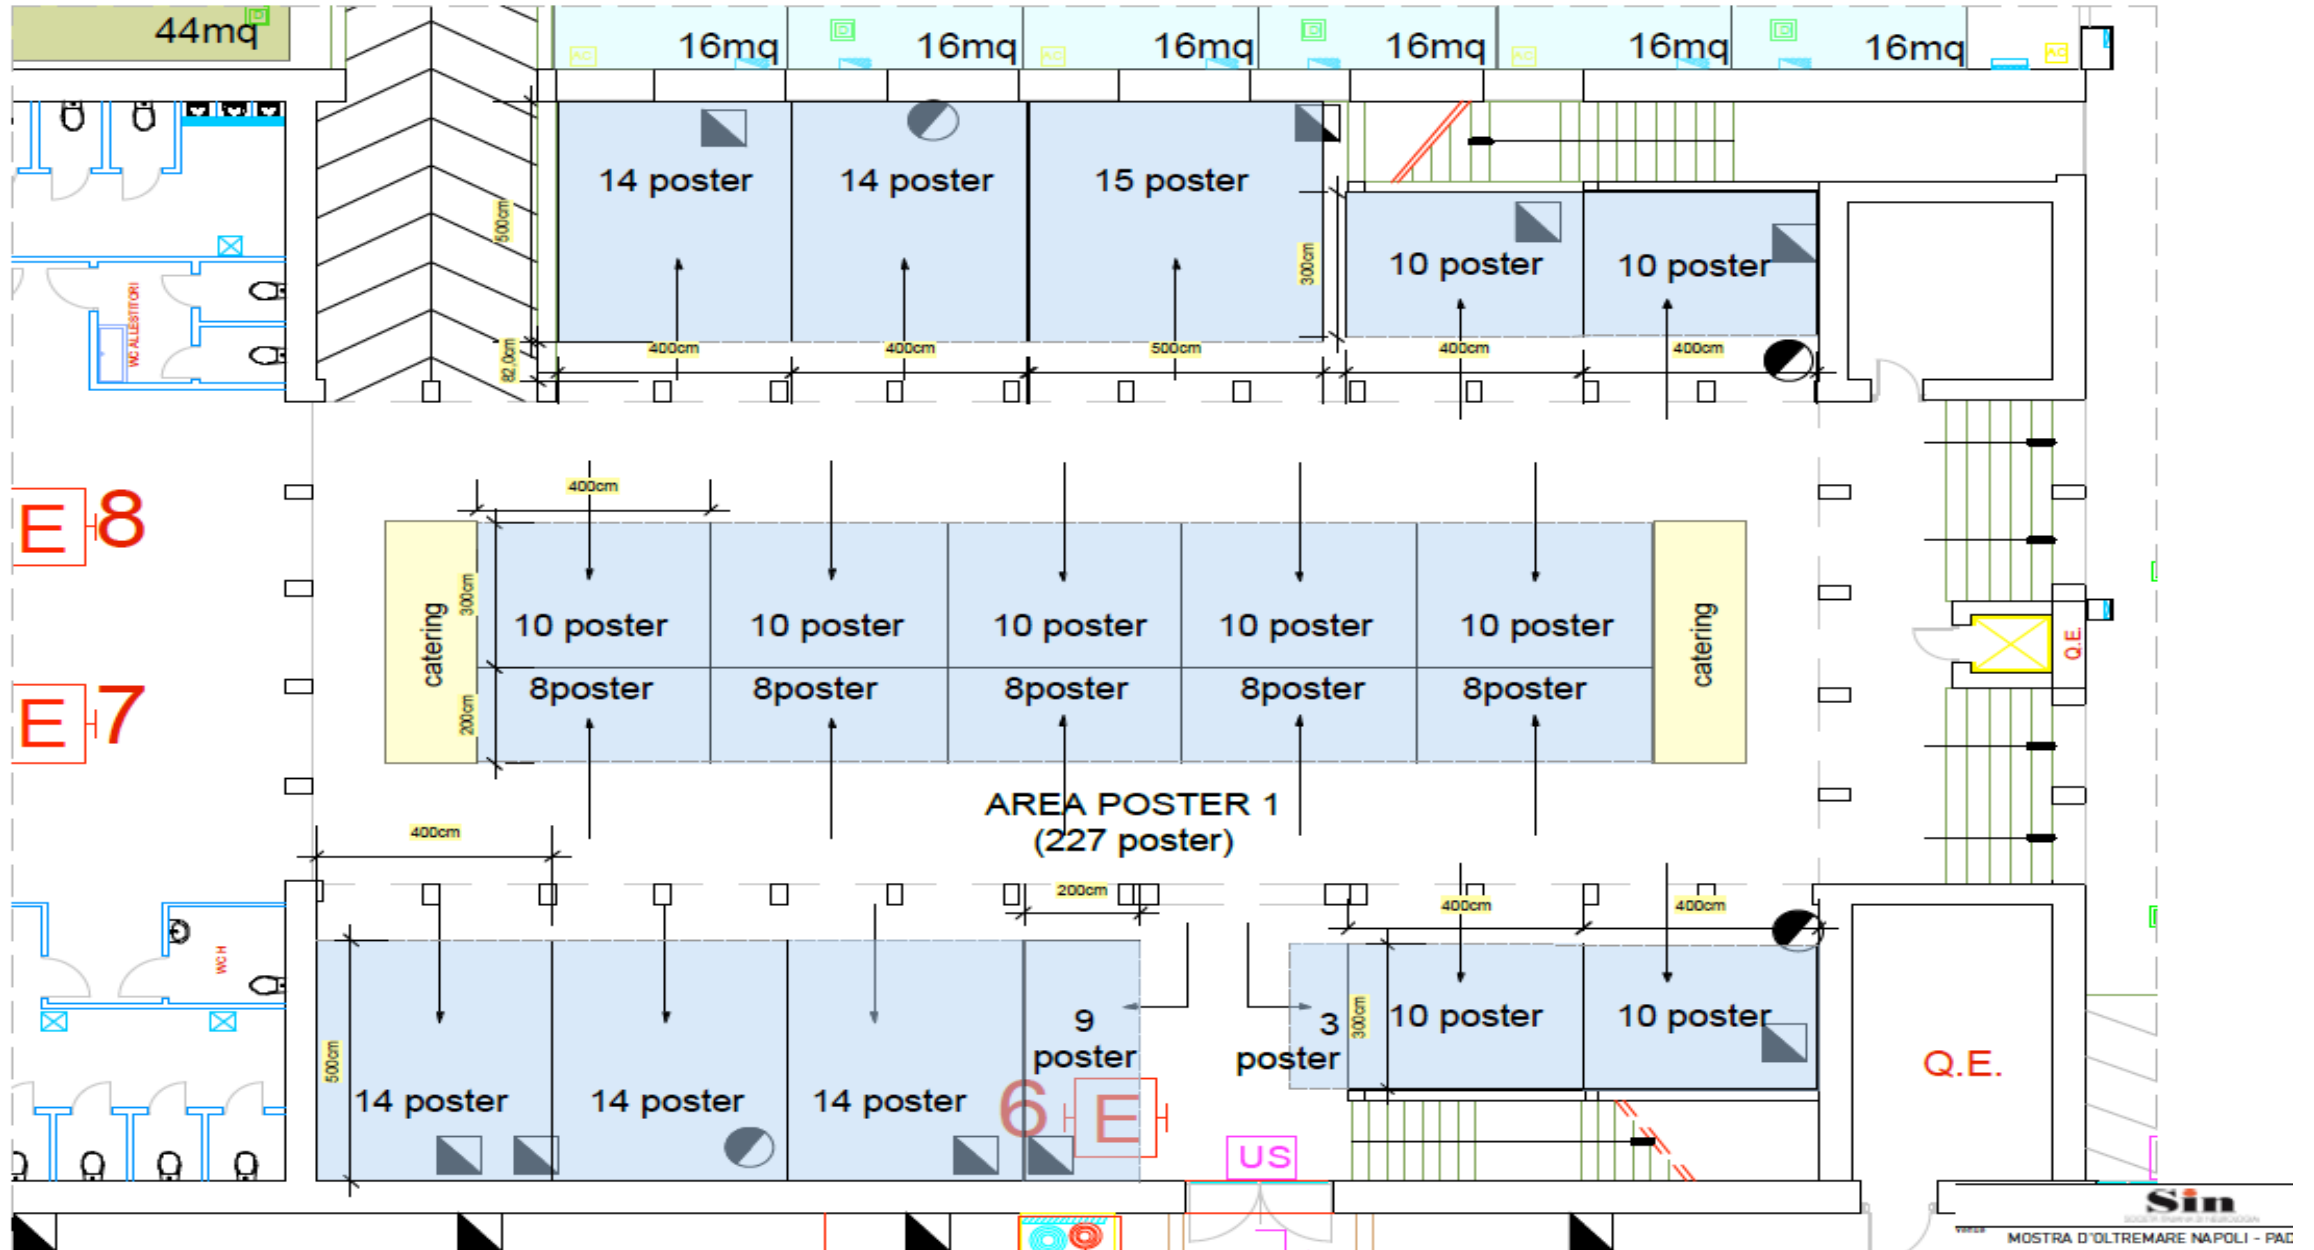 44mq
16mq 16mq 16mq 16mq 16mq 16mq
AC AC AC AC
14 poster 14 poster 15 poster
10 poster 10 poster
500cm
300cm
82.0cm
WC ALLESTITORI
400cm 400cm 500cm 400cm 400cm
400cm
E 8
300cm
10 poster 10 poster 10 poster 10 poster 10 poster
catering catering
Q.E.
8poster 8poster 8poster 8poster 8poster
200cm
E 7
AREA POSTER 1
(227 poster)
400cm
200cm 400cm 400cm
WC H
9
poster
3
poster
300cm
10 poster 10 poster
500cm
14 poster 14 poster 14 poster
6 E
US
Q.E.
Sin
MOSTRA D'OLTREMARE NAPOLI - PAD